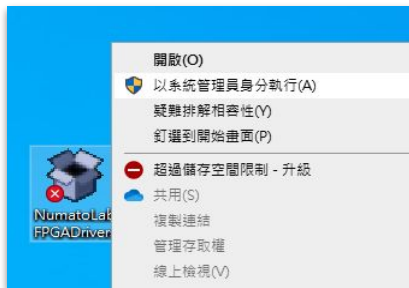 開啟(O)
以系統管理員身分執行(A)
疑難排解相容性(Y)
釘選到開始畫面(P)
超過儲存空間限制 - 升級
共用(S)
複製連結
管理存取權
線上檢視(V)
NumatoLab
FPGADriver